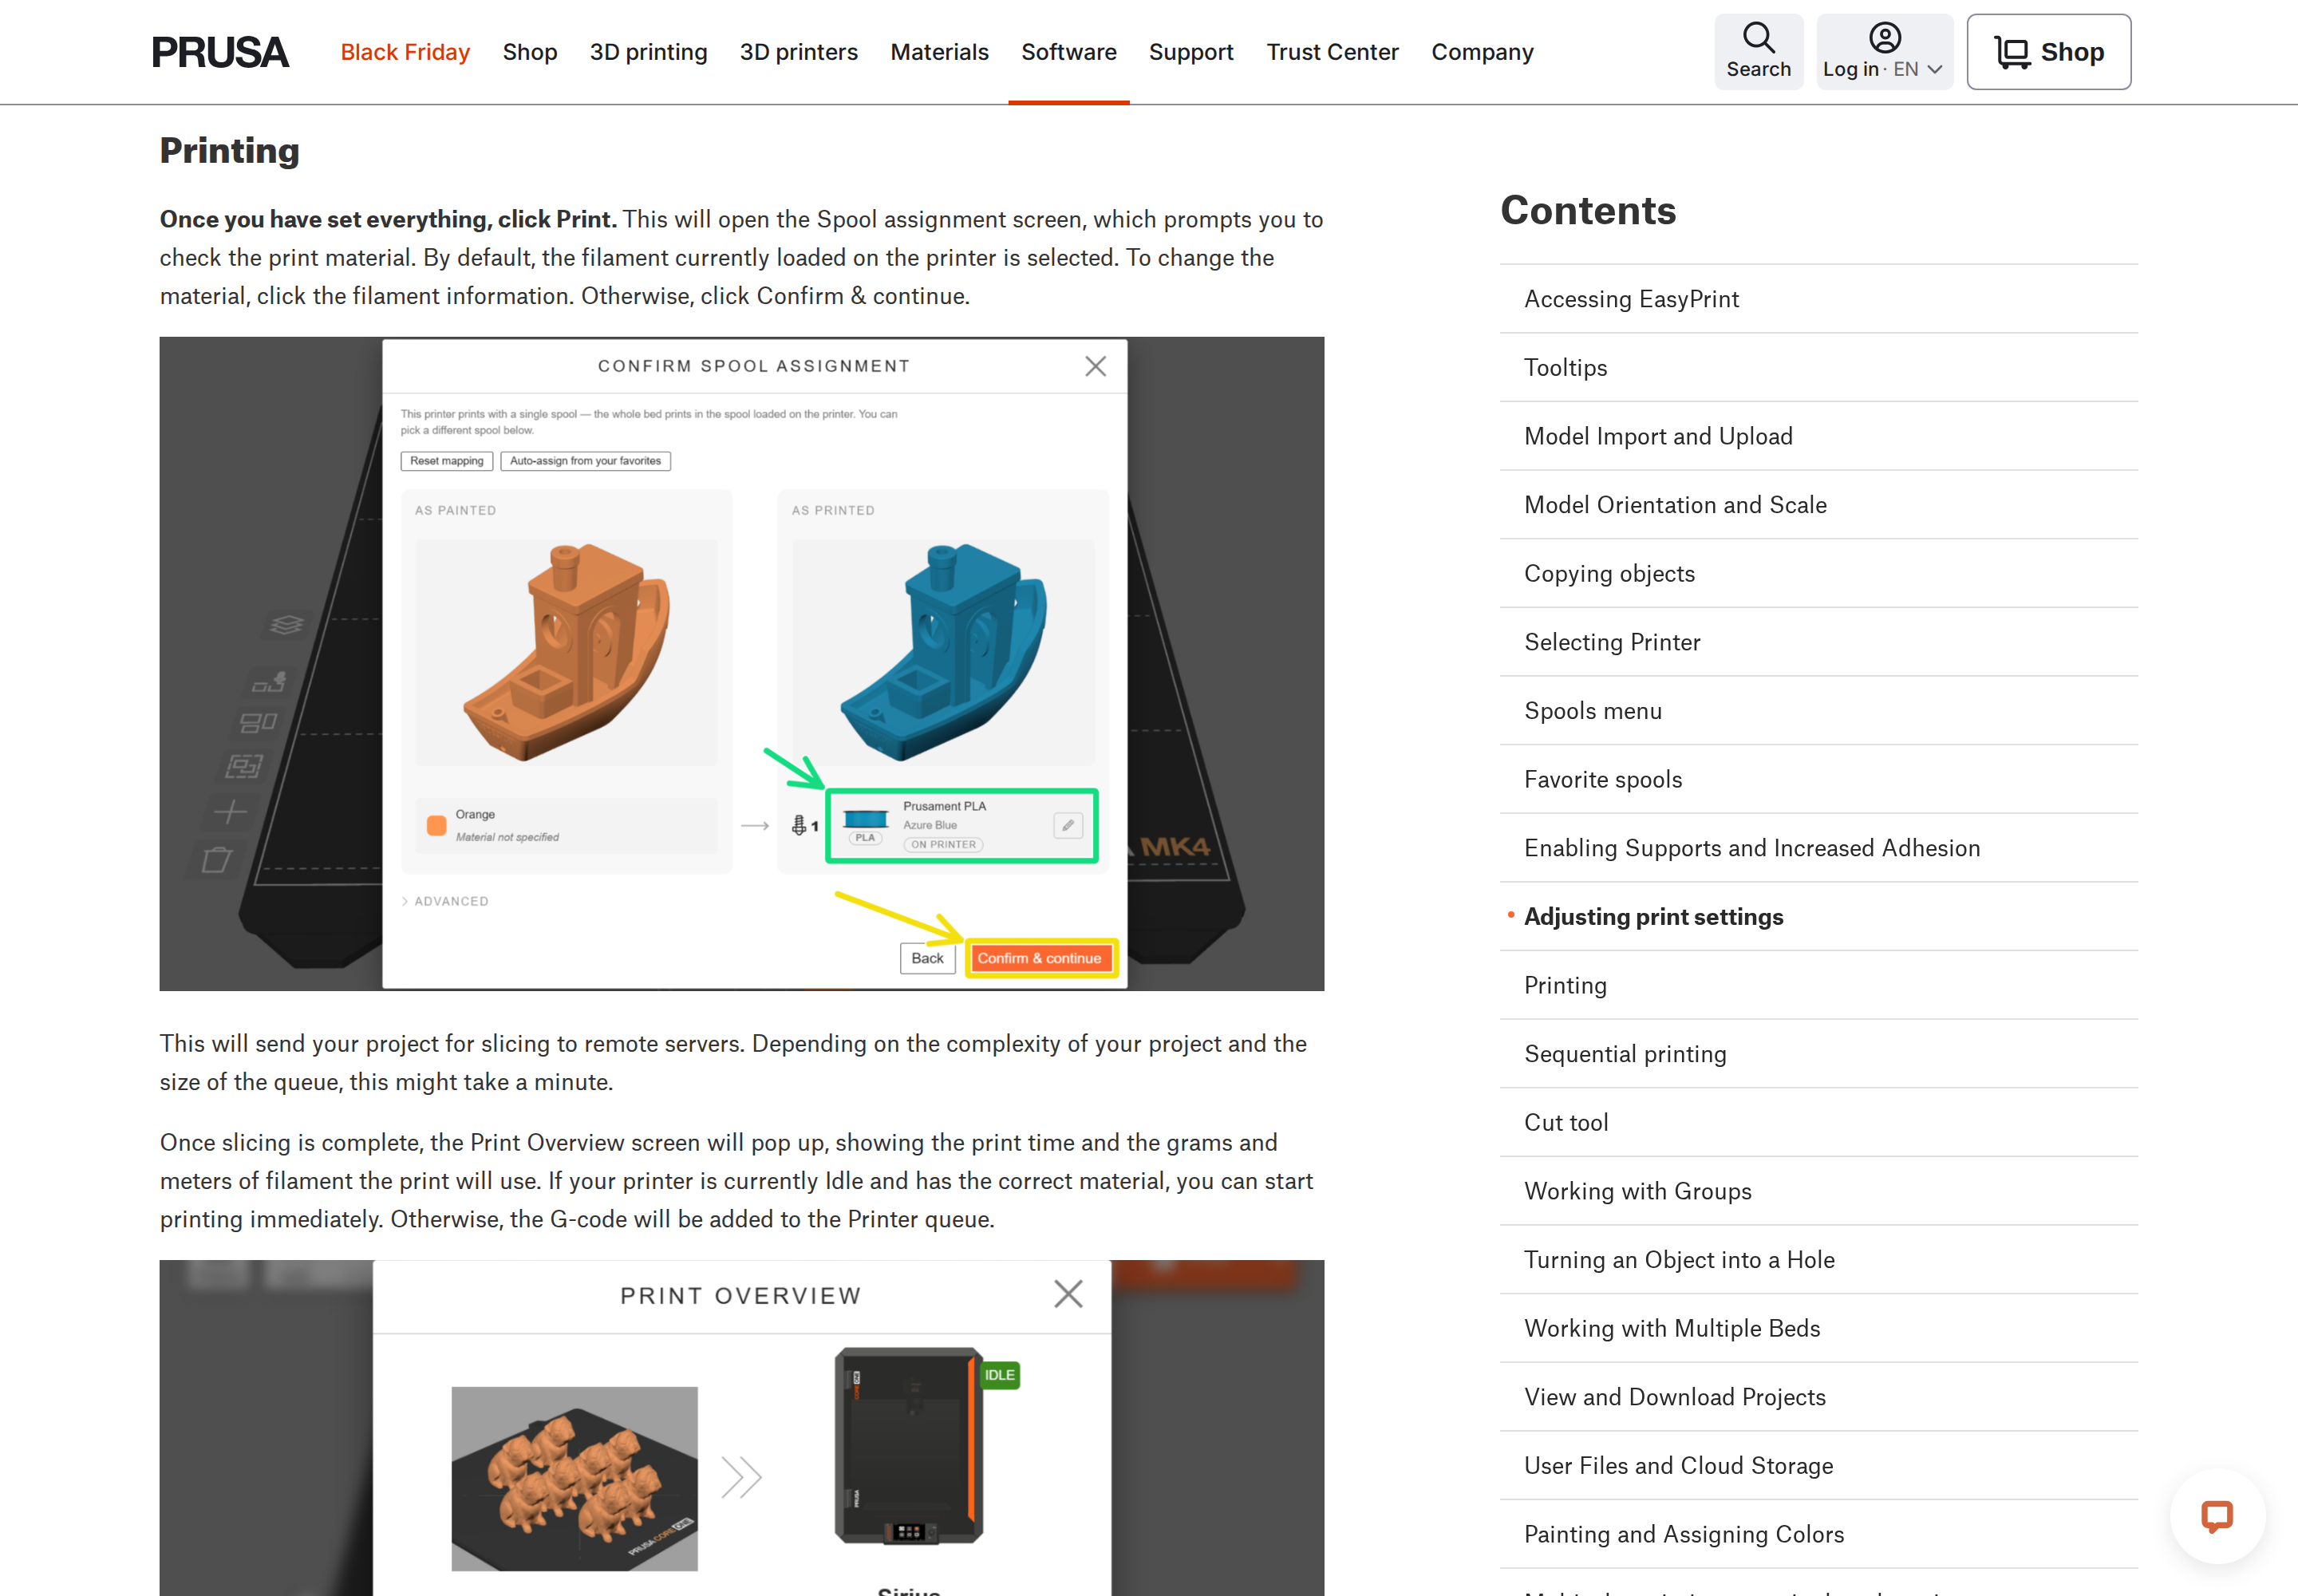 PRUSA
Black Friday
Shop
3D printing
3D printers
Materials
Software
Support
Trust Center
Company
Search
Log in · EN
Shop
Printing
Once you have set everything, click Print. This will open the Spool assignment screen, which prompts you to
check the print material. By default, the filament currently loaded on the printer is selected. To change the
material, click the filament information. Otherwise, click Confirm & continue.
CONFIRM SPOOL ASSIGNMENT
This printer prints with a single spool — the whole bed prints in the spool loaded on the printer. You can
pick a different spool below.
Reset mapping
Auto-assign from your favorites
AS PAINTED
AS PRINTED
Orange
Material not specified
1
PLA
Prusament PLA
Azure Blue
ON PRINTER
MK4
ADVANCED
Back
Confirm & continue
This will send your project for slicing to remote servers. Depending on the complexity of your project and the
size of the queue, this might take a minute.
Once slicing is complete, the Print Overview screen will pop up, showing the print time and the grams and
meters of filament the print will use. If your printer is currently Idle and has the correct material, you can start
printing immediately. Otherwise, the G-code will be added to the Printer queue.
PRINT OVERVIEW
IDLE
CORE ONE
PRUSA
PRUSA CORE ONE
Sirius
Contents
Accessing EasyPrint
Tooltips
Model Import and Upload
Model Orientation and Scale
Copying objects
Selecting Printer
Spools menu
Favorite spools
Enabling Supports and Increased Adhesion
Adjusting print settings
Printing
Sequential printing
Cut tool
Working with Groups
Turning an Object into a Hole
Working with Multiple Beds
View and Download Projects
User Files and Cloud Storage
Painting and Assigning Colors